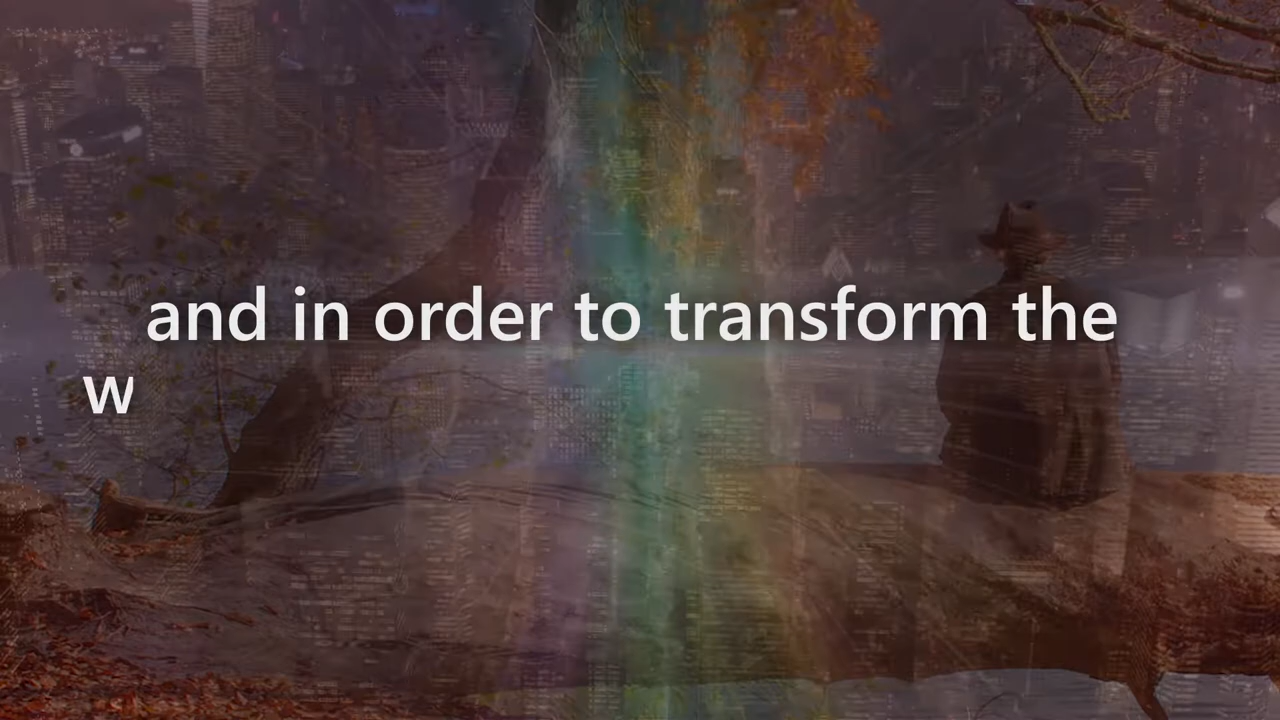 and in order to transform the
w